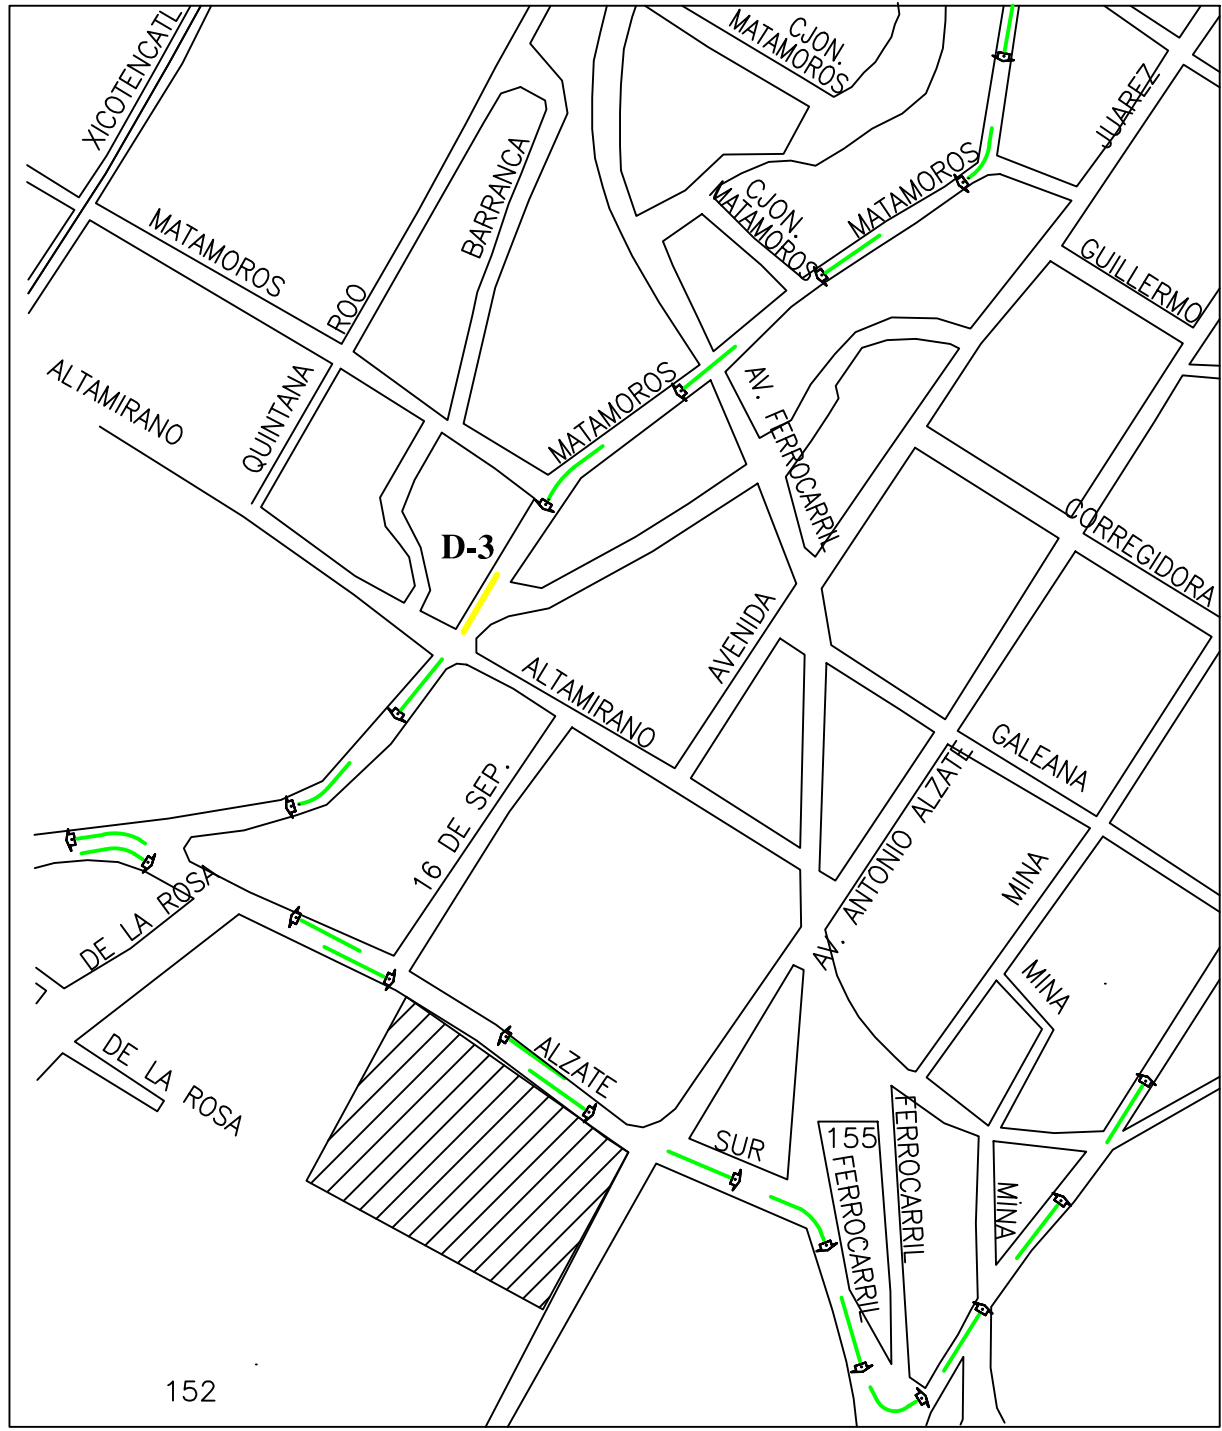 XICOTENCATL
CJON.
MATAMOROS
JUAREZ
BARRANCA
MATAMOROS
CJON.
MATAMOROS
MATAMOROS
GUILLERMO
ROO
QUINTANA
ALTAMIRANO
MATAMOROS
AV. FERROCARRIL
CORREGIDORA
D-3
AVENIDA
ALTAMIRANO
GALEANA
16 DE SEP.
AV. ANTONIO ALZATE
MINA
DE LA ROSA
MINA
DE LA ROSA
ALZATE
SUR
155
FERROCARRIL
FERROCARRIL
MINA
152